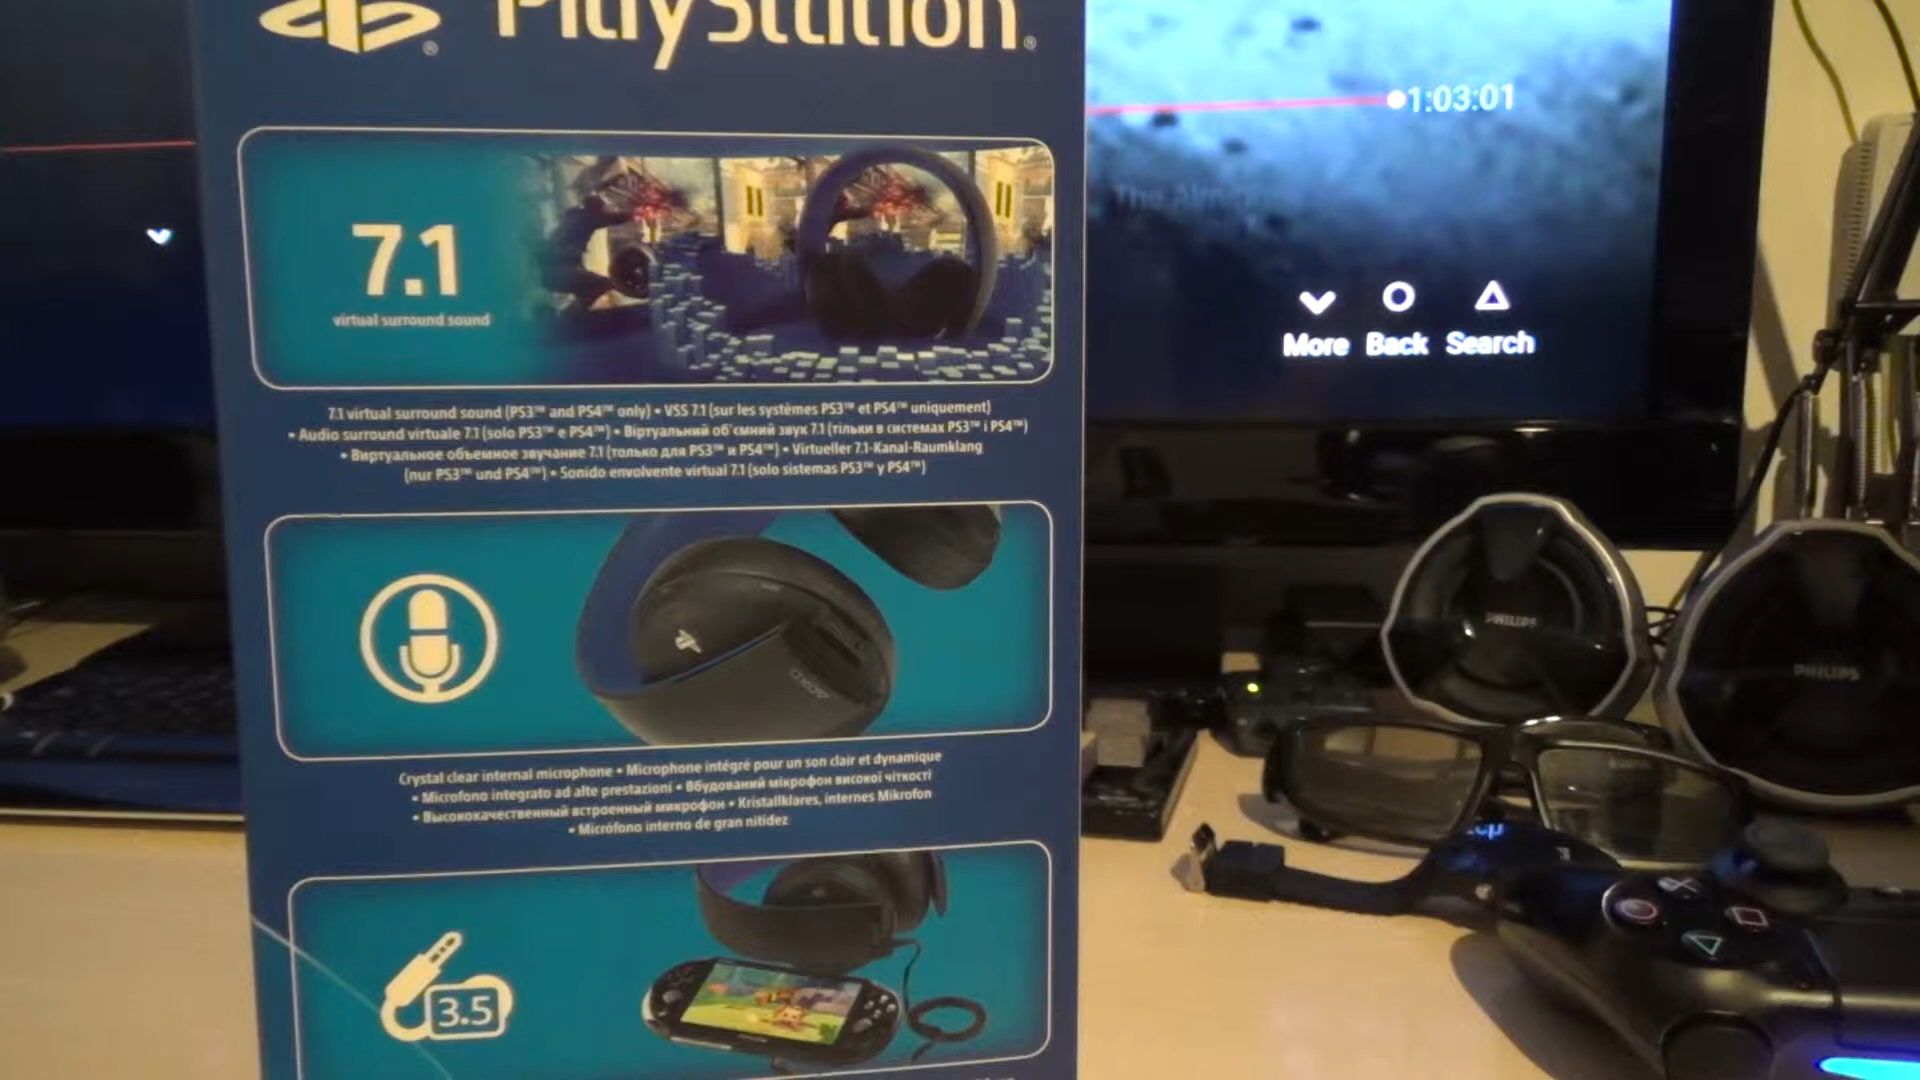 PlayStation®
1:03:01
7.1
virtual surround sound
More Back Search
7.1 virtual surround sound (PS3™ and PS4™ only) • VSS 7.1 (sur les systèmes PS3™ et PS4™ uniquement)
• Audio surround virtuale 7.1 (solo PS3™ e PS4™) • Віртуальний об'ємний звук 7.1 (тільки в системах PS3™ і PS4™)
• Виртуальное объемное звучание 7.1 (только для PS3™ и PS4™) • Virtueller 7.1-Kanal-Raumklang
(nur PS3™ und PS4™) • Sonido envolvente virtual 7.1 (solo sistemas PS3™ y PS4™)
PHILIPS
PHILIPS
Crystal clear internal microphone • Microphone intégré pour un son clair et dynamique
• Microfono integrato ad alte prestazioni • Вбудований мікрофон високої чіткості
• Высококачественный встроенный микрофон • Kristallklares, internes Mikrofon
• Micrófono interno de gran nitidez
3.5